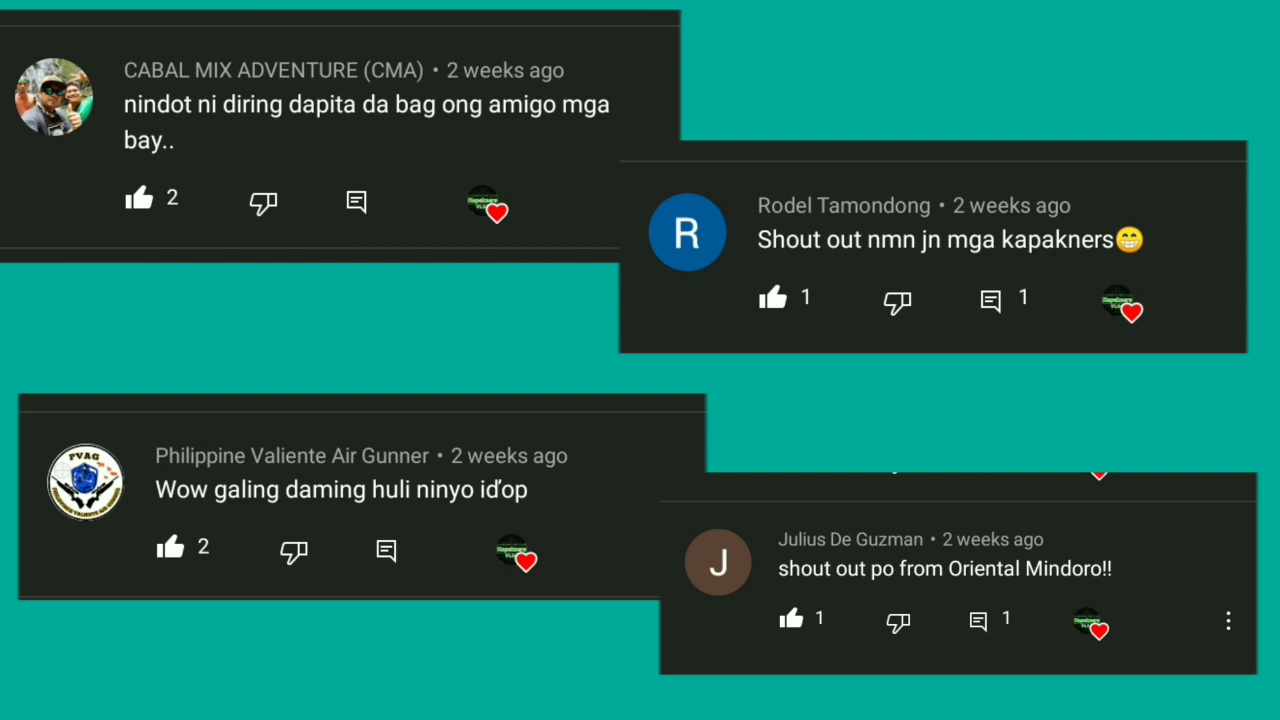 CABAL MIX ADVENTURE (CMA) • 2 weeks ago
nindot ni diring dapita da bag ong amigo mga
bay..
2
Rodel Tamondong • 2 weeks ago
Shout out nmn jn mga kapakners😁
R
1
1
PVAG
Philippine Valiente Air Gunner • 2 weeks ago
Wow galing daming huli ninyo iďop
2
Julius De Guzman • 2 weeks ago
shout out po from Oriental Mindoro!!
J
1
1